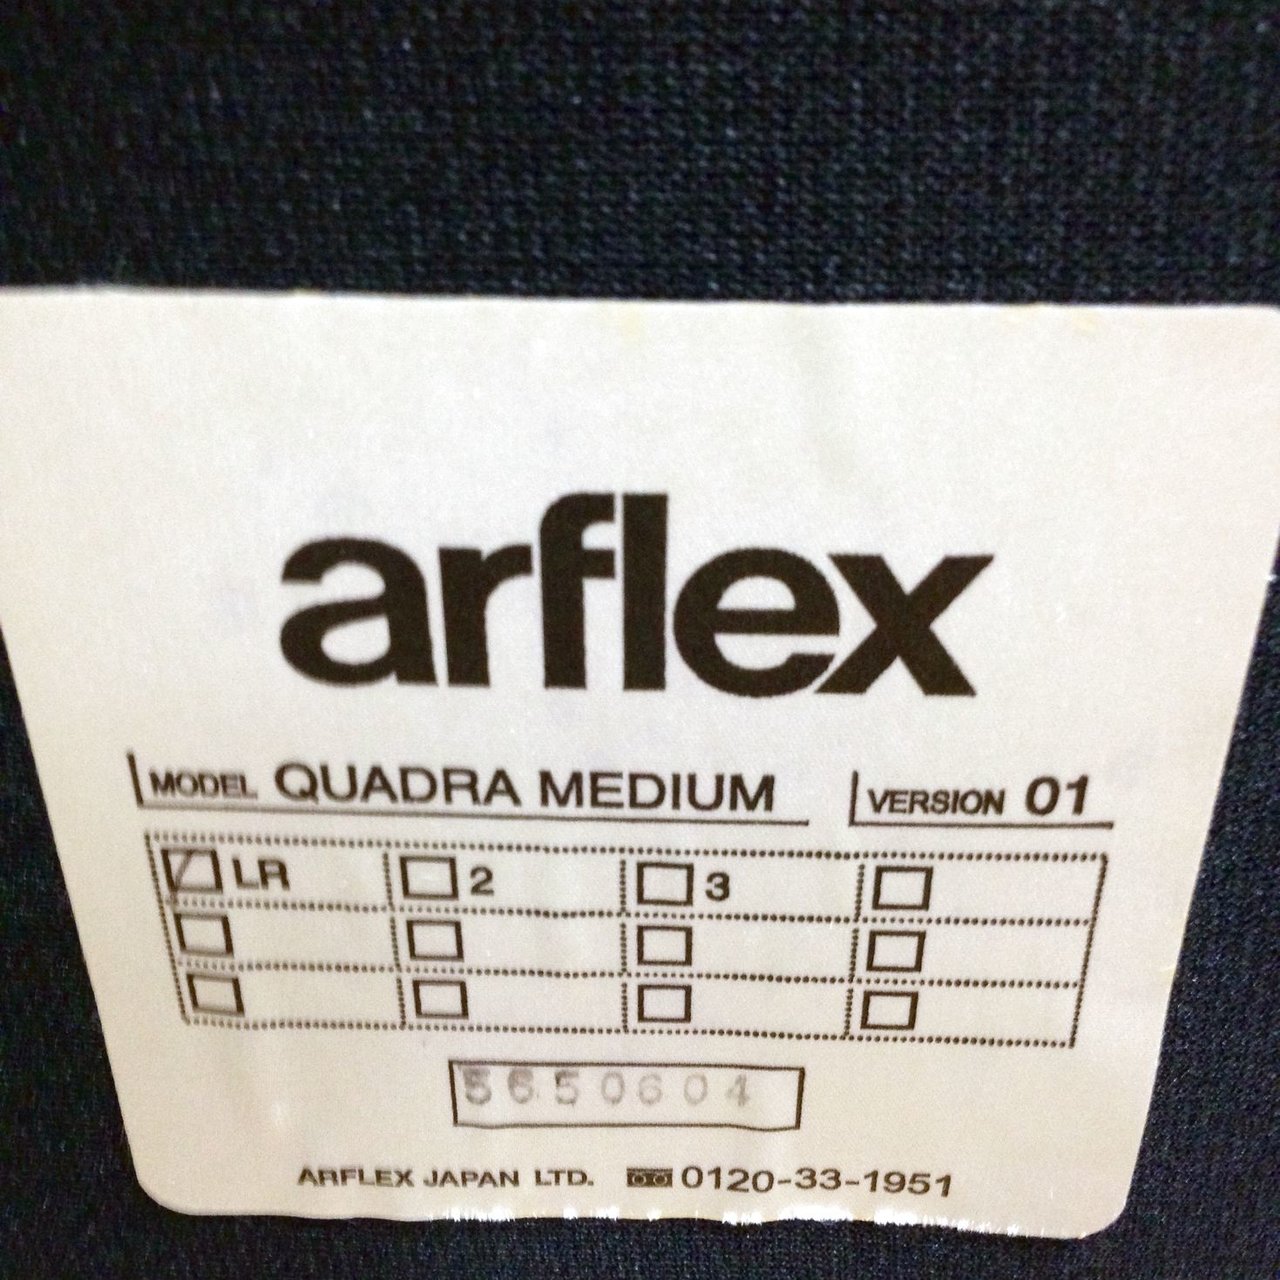 arflex
MODEL QUADRA MEDIUM VERSION 01
LR 2 3
5650604
ARFLEX JAPAN LTD. 0120-33-1951